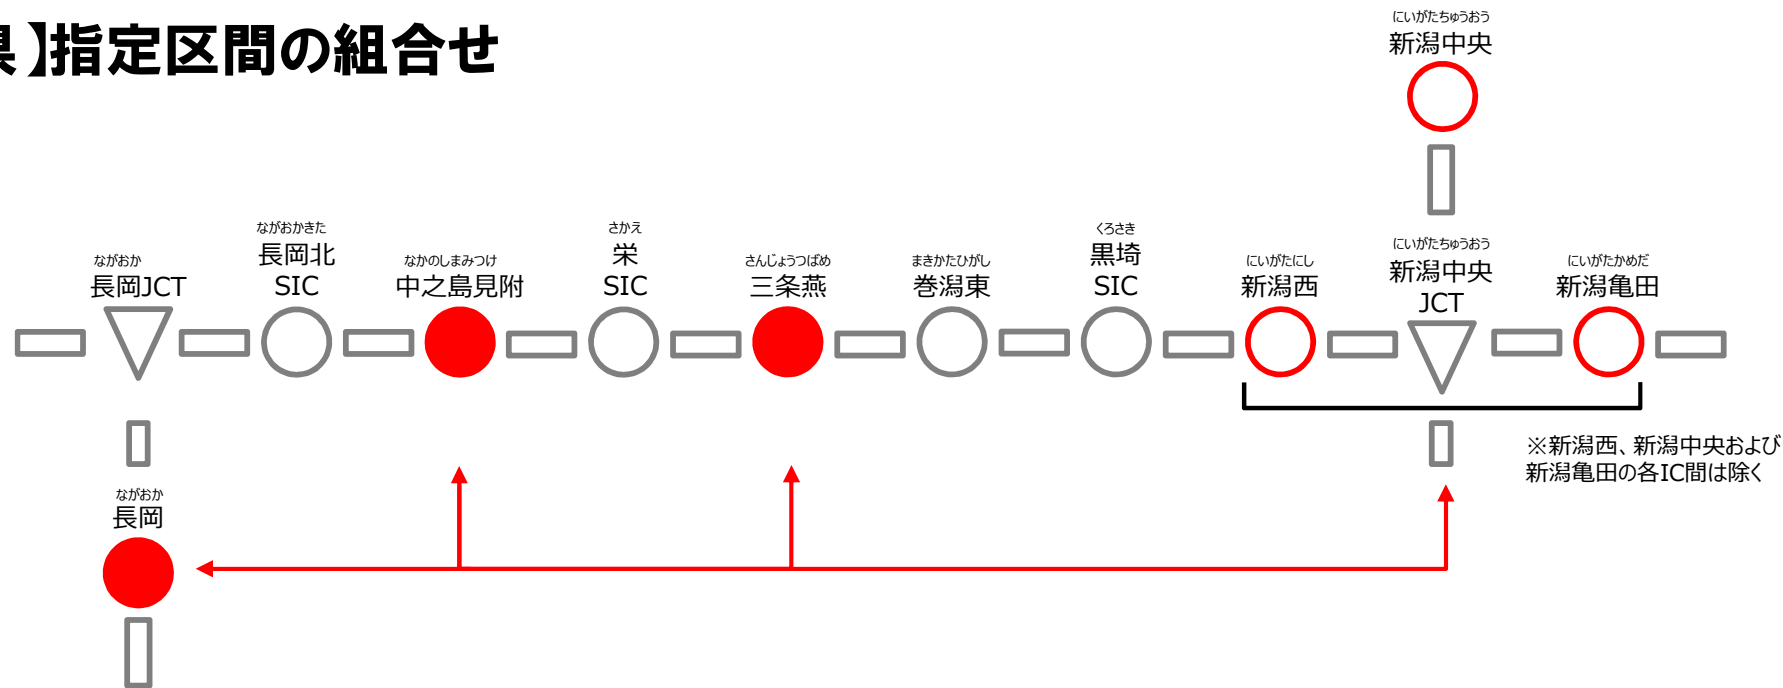 】指定区間の組合せ
にいがたちゅうおう
新潟中央
ながおか
長岡JCT
ながおかきた
長岡北
SIC
なかのしまみつけ
中之島見附
さかえ
栄
SIC
さんじょうつばめ
三条燕
まきかたひがし
巻潟東
くろさき
黒埼
SIC
にいがたにし
新潟西
にいがたちゅうおう
新潟中央
JCT
にいがたかめだ
新潟亀田
※新潟西、新潟中央および
新潟亀田の各IC間は除く
ながおか
長岡